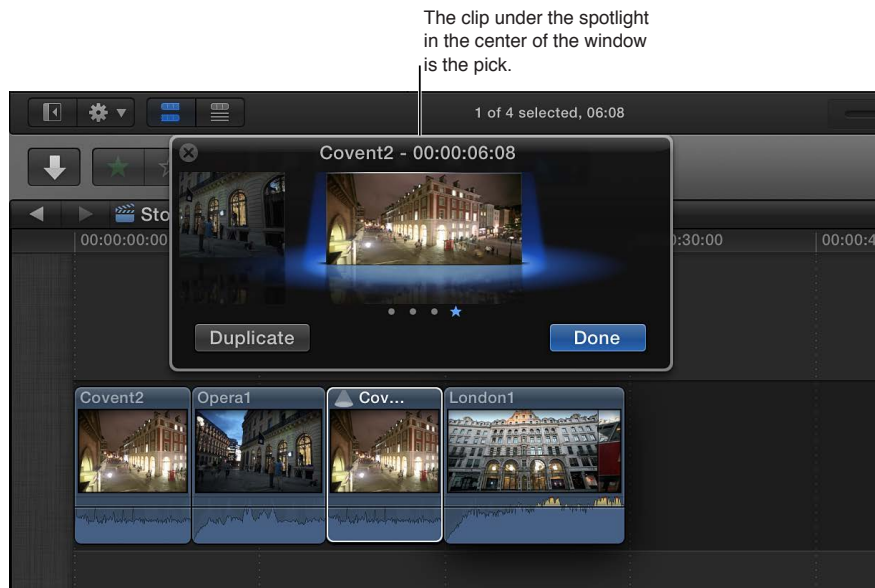 The clip under the spotlight
in the center of the window
is the pick.
1 of 4 selected, 06:08
Covent2 - 00:00:06:08
Sto
00:00:00:00
0:30:00
00:00:4
Duplicate
Done
Covent2
Opera1
Cov...
London1